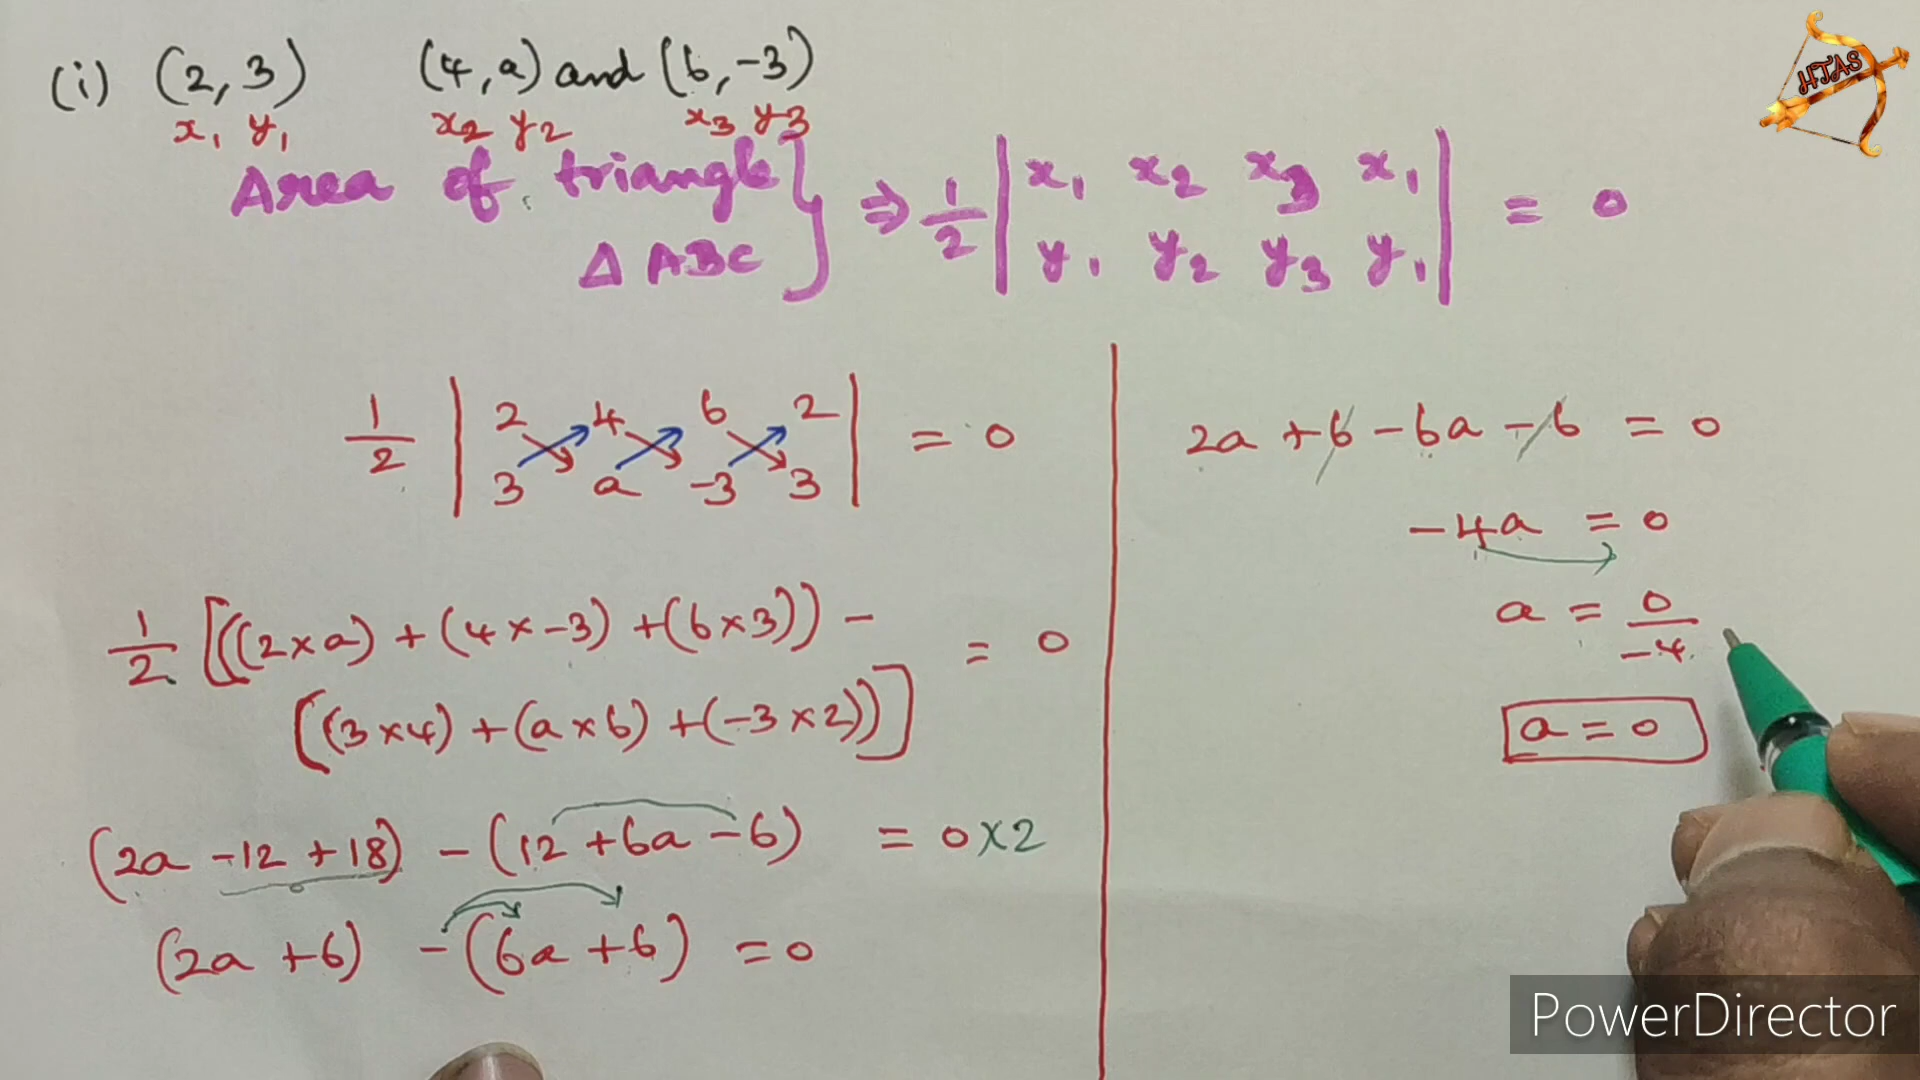 (i) (2, 3) (4, a) and (6, -3)
x₁ y₁ x₂ y₂ x₃ y₃
Area of triangle
Δ ABC } ⇒ 1/2 | x₁ x₂ x₃ x₁ | = 0
| y₁ y₂ y₃ y₁ |
1/2 | 2 4 6 2 | = 0
| 3 a -3 3 |
1/2 [((2×a) + (4×-3) + (6×3)) - = 0
((3×4) + (a×6) + (-3×2))]
(2a -12 +18) - (12 +6a -6) = 0×2
(2a +6) -(6a +6) = 0
2a +6 -6a -6 = 0
-4a = 0
a = 0/-4
a = 0
HTAS
PowerDirector